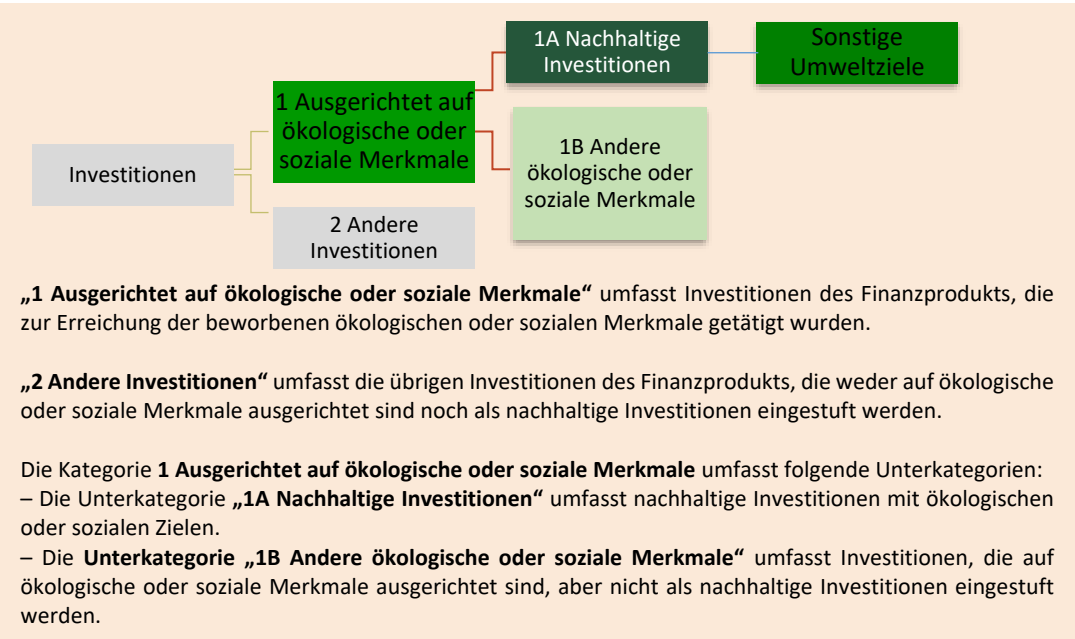 1A Nachhaltige
Investitionen
Sonstige
Umweltziele
1 Ausgerichtet auf
ökologische oder
soziale Merkmale
1B Andere
ökologische oder
soziale Merkmale
Investitionen
2 Andere
Investitionen
„1 Ausgerichtet auf ökologische oder soziale Merkmale“ umfasst Investitionen des Finanzprodukts, die
zur Erreichung der beworbenen ökologischen oder sozialen Merkmale getätigt wurden.
„2 Andere Investitionen“ umfasst die übrigen Investitionen des Finanzprodukts, die weder auf ökologische
oder soziale Merkmale ausgerichtet sind noch als nachhaltige Investitionen eingestuft werden.
Die Kategorie 1 Ausgerichtet auf ökologische oder soziale Merkmale umfasst folgende Unterkategorien:
– Die Unterkategorie „1A Nachhaltige Investitionen“ umfasst nachhaltige Investitionen mit ökologischen
oder sozialen Zielen.
– Die Unterkategorie „1B Andere ökologische oder soziale Merkmale“ umfasst Investitionen, die auf
ökologische oder soziale Merkmale ausgerichtet sind, aber nicht als nachhaltige Investitionen eingestuft
werden.